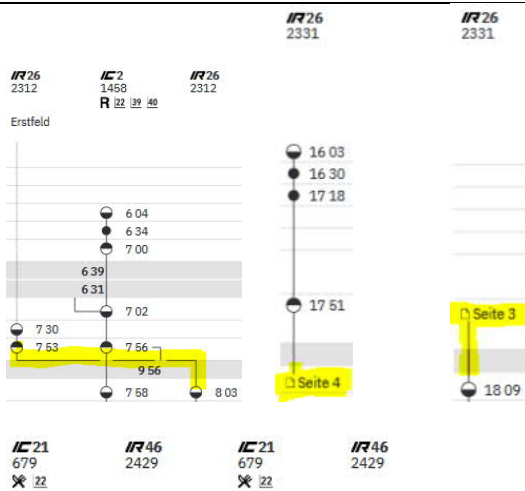 IR26
2331
IR26
2331
IR26
2312
IC2
1458
R 22 39 40
IR26
2312
Erstfeld
6 04
6 34
7 00
6 39
6 31
7 02
7 30
7 53
7 56
9 56
7 58
8 03
16 03
16 30
17 18
17 51
Seite 4
Seite 3
18 09
IC21
679
22
IR46
2429
IC21
679
22
IR46
2429